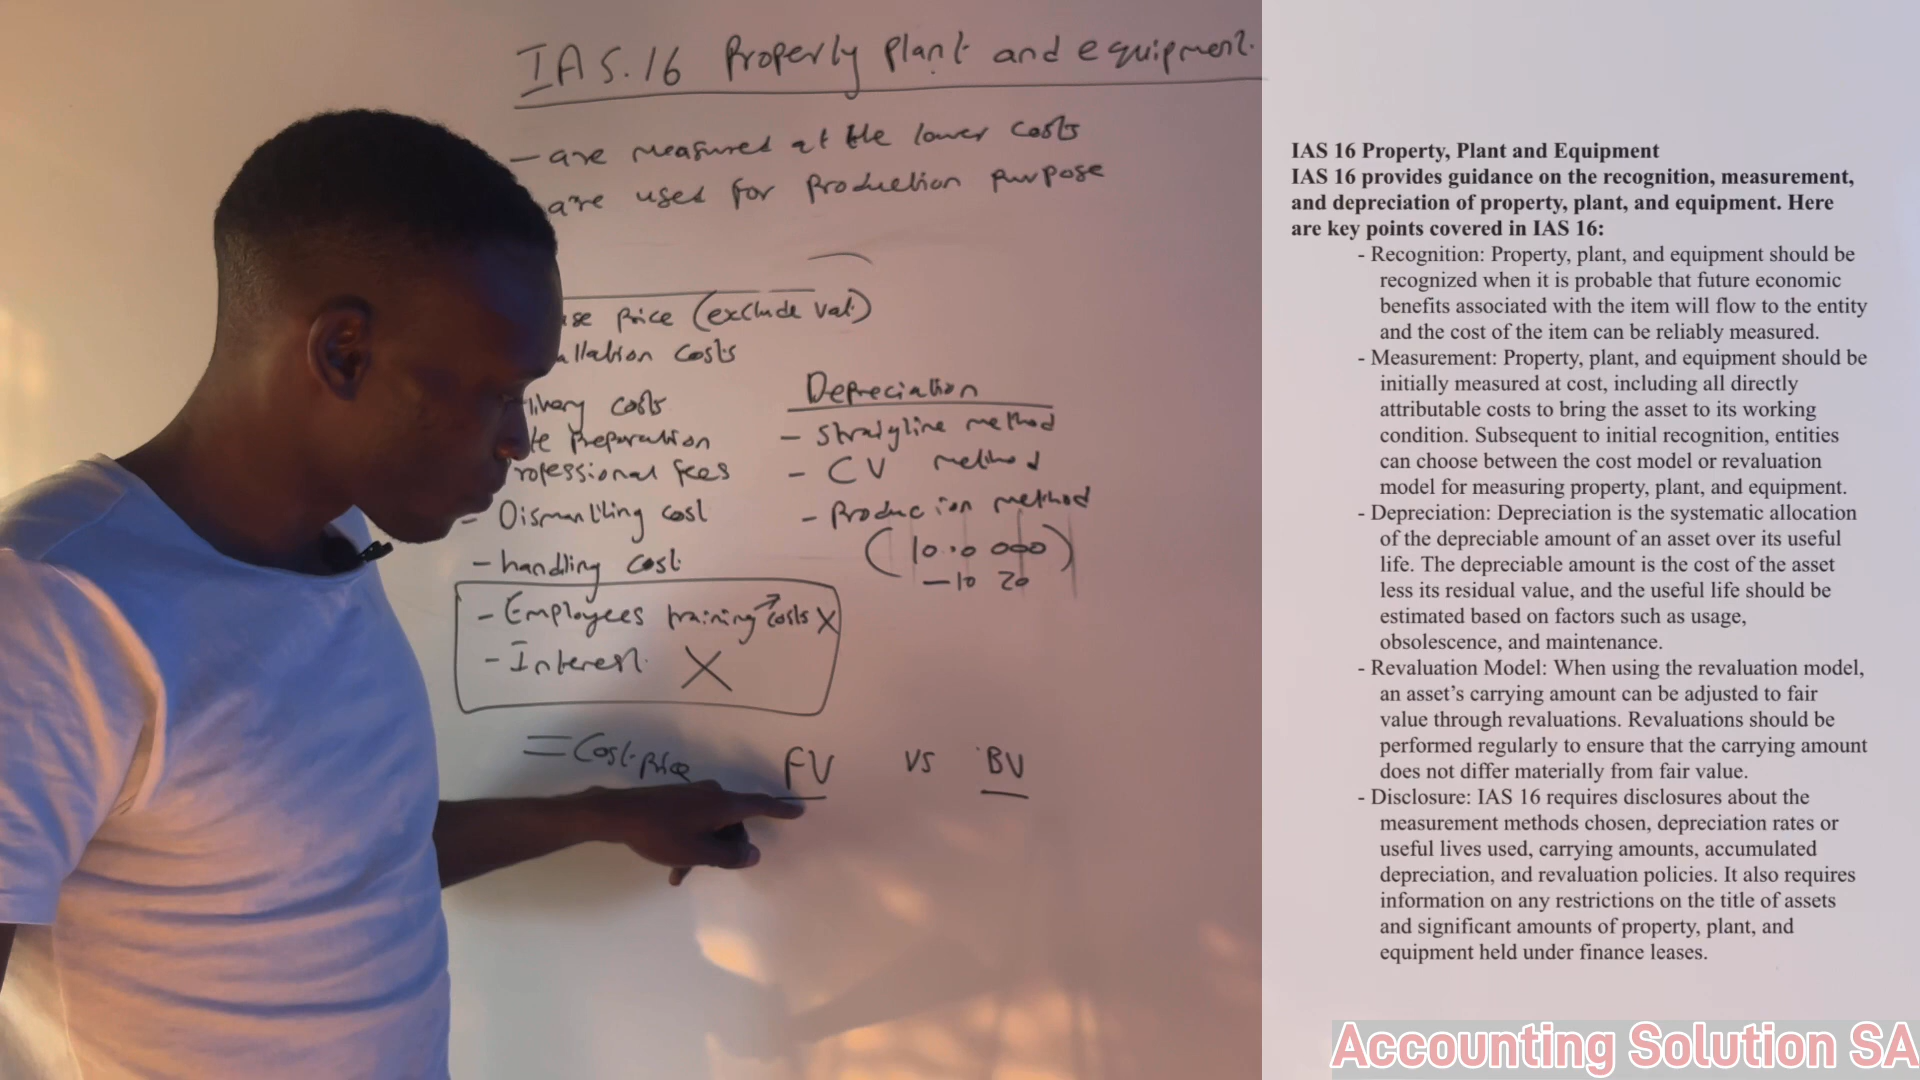 IAS.16 Property plant and equipment.
- are measured at the lower costs
are used for production purpose
price (exclude vat)
costs
costs
preparation
fees
- Dismantling cost
- handling cost
- Employees training costs X
- Interest. X
= Cost price
FV vs BV
Depreciation
- straigline method
- CV method
- Produc ion method
- 10 20
IAS 16 Property, Plant and Equipment
IAS 16 provides guidance on the recognition, measurement,
and depreciation of property, plant, and equipment. Here
are key points covered in IAS 16:
- Recognition: Property, plant, and equipment should be
recognized when it is probable that future economic
benefits associated with the item will flow to the entity
and the cost of the item can be reliably measured.
- Measurement: Property, plant, and equipment should be
initially measured at cost, including all directly
attributable costs to bring the asset to its working
condition. Subsequent to initial recognition, entities
can choose between the cost model or revaluation
model for measuring property, plant, and equipment.
- Depreciation: Depreciation is the systematic allocation
of the depreciable amount of an asset over its useful
life. The depreciable amount is the cost of the asset
less its residual value, and the useful life should be
estimated based on factors such as usage,
obsolescence, and maintenance.
- Revaluation Model: When using the revaluation model,
an asset's carrying amount can be adjusted to fair
value through revaluations. Revaluations should be
performed regularly to ensure that the carrying amount
does not differ materially from fair value.
- Disclosure: IAS 16 requires disclosures about the
measurement methods chosen, depreciation rates or
useful lives used, carrying amounts, accumulated
depreciation, and revaluation policies. It also requires
information on any restrictions on the title of assets
and significant amounts of property, plant, and
equipment held under finance leases.
Accounting Solution SA